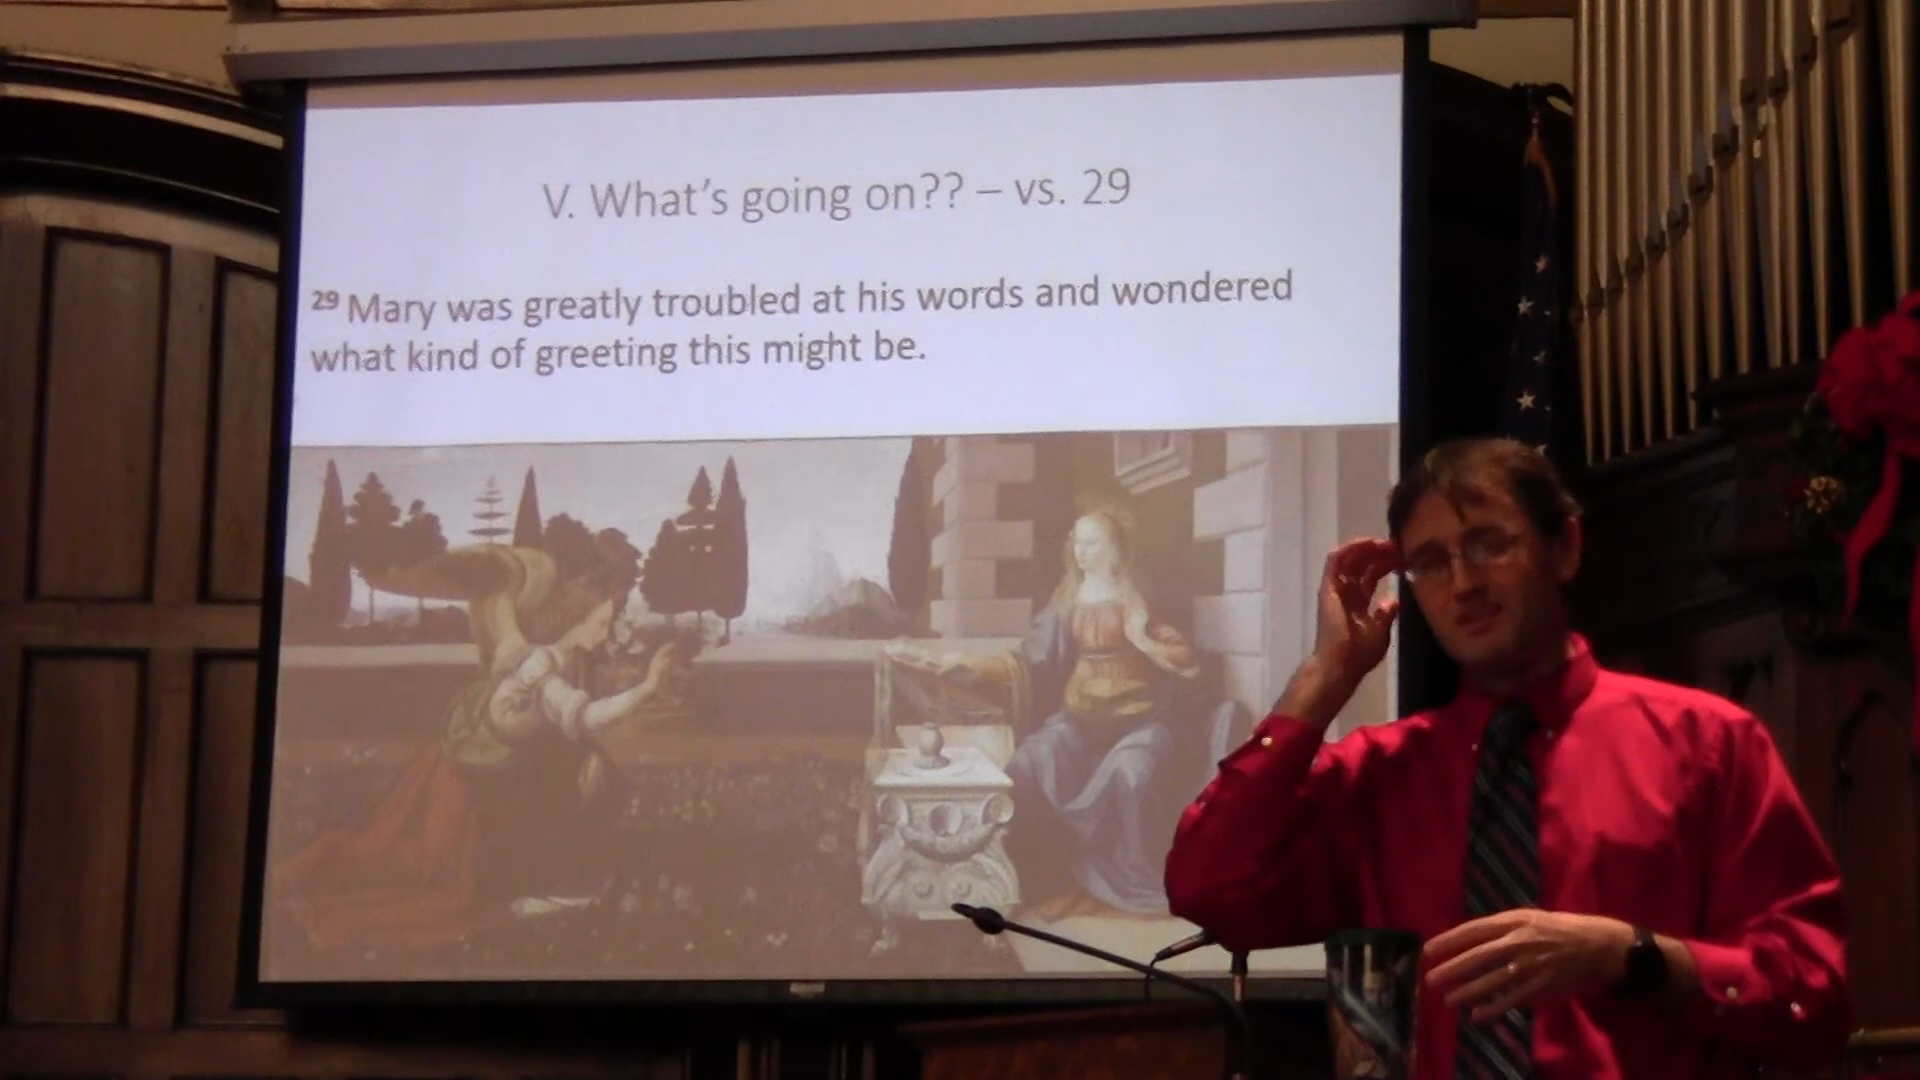 V. What's going on?? – vs. 29
²⁹ Mary was greatly troubled at his words and wondered
what kind of greeting this might be.